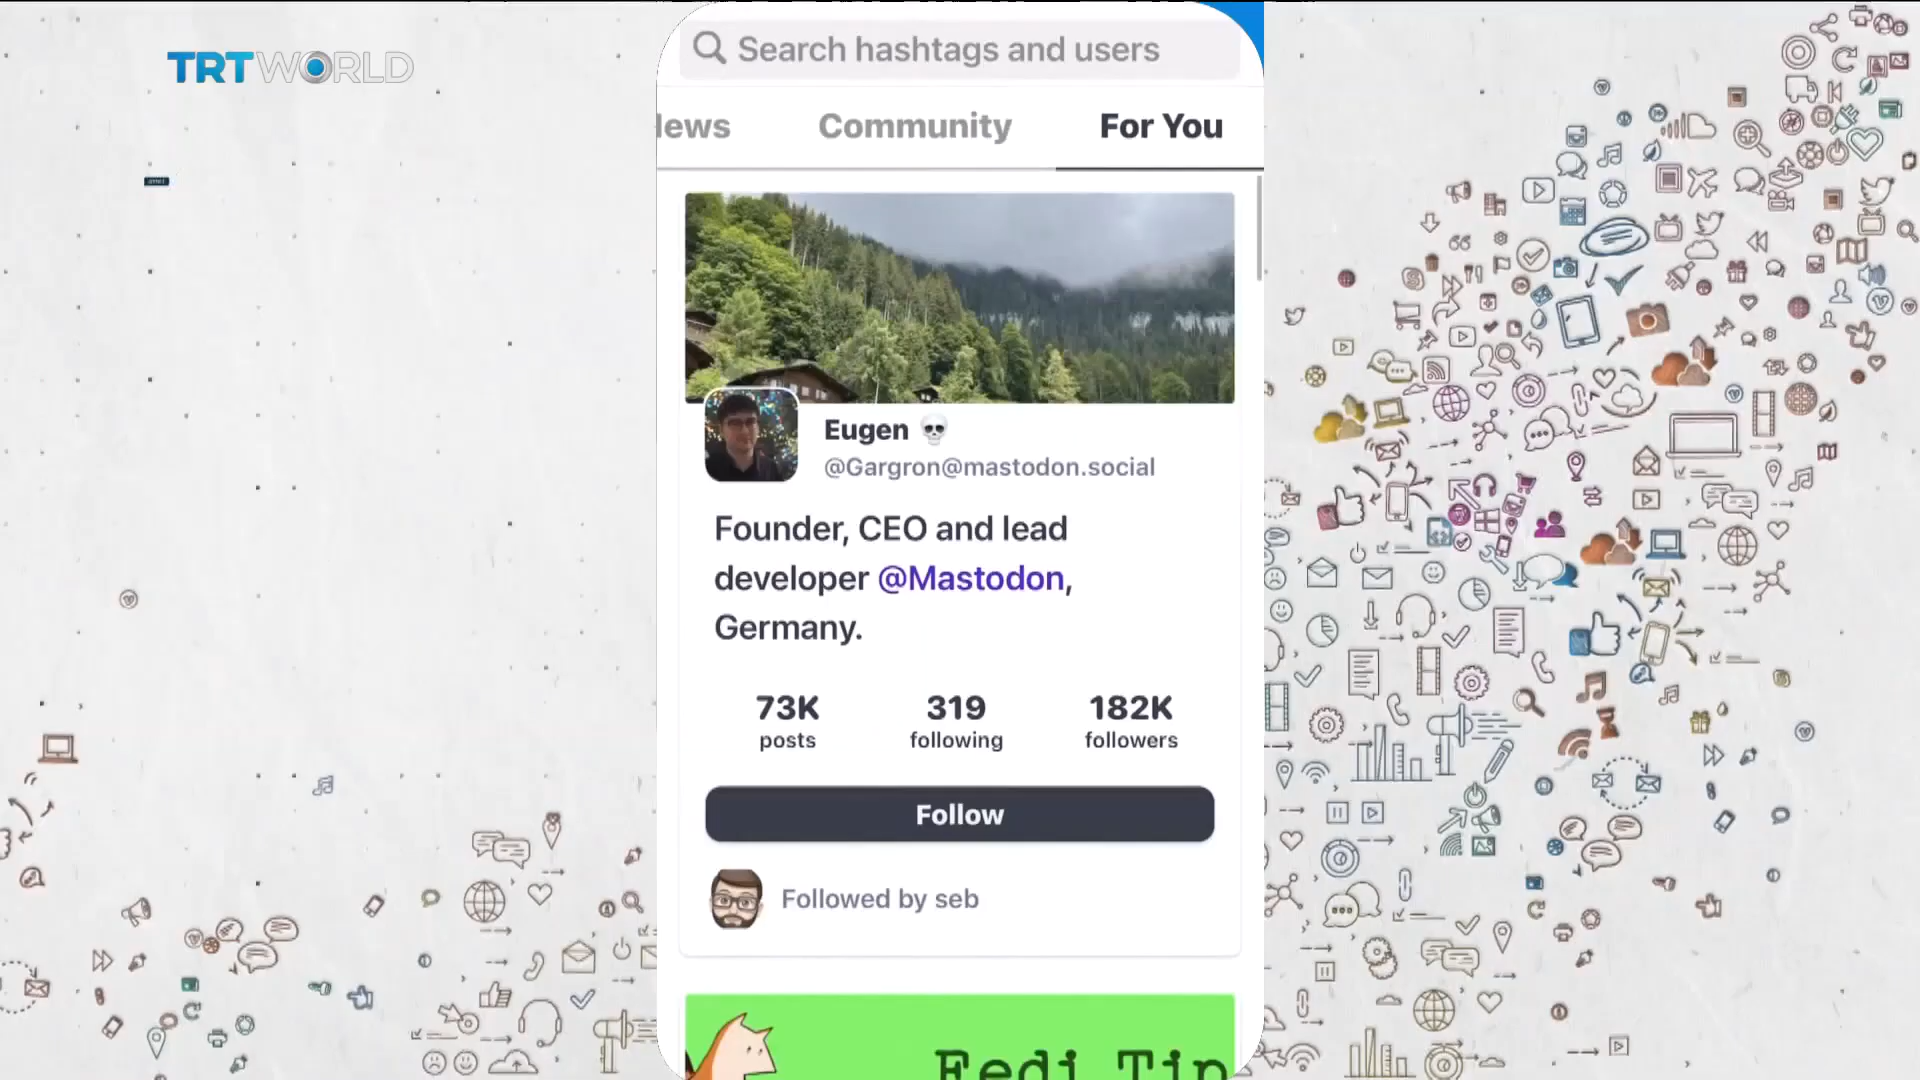 TRT WORLD
Search hashtags and users
News
Community
For You
Eugen 💀
@Gargron@mastodon.social
Founder, CEO and lead
developer @Mastodon,
Germany.
73K
319
182K
posts
following
followers
Follow
Followed by seb
Fedi Tip